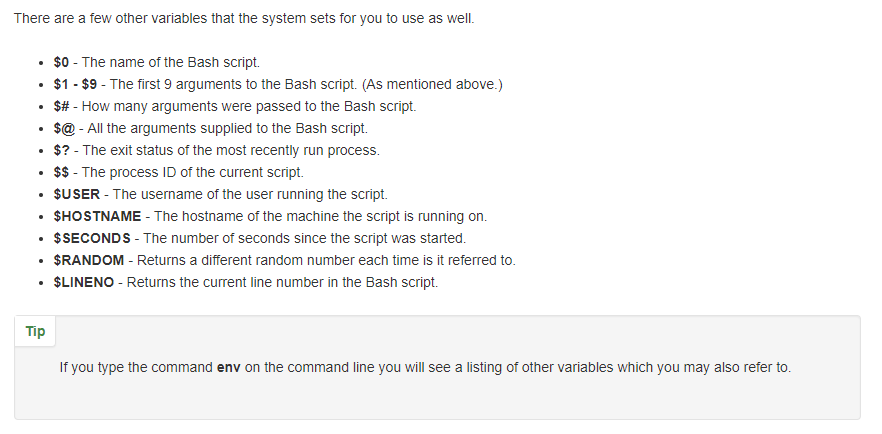 There are a few other variables that the system sets for you to use as well.
$0 - The name of the Bash script.
$1 - $9 - The first 9 arguments to the Bash script. (As mentioned above.)
$# - How many arguments were passed to the Bash script.
$@ - All the arguments supplied to the Bash script.
$? - The exit status of the most recently run process.
$$ - The process ID of the current script.
$USER - The username of the user running the script.
$HOSTNAME - The hostname of the machine the script is running on.
$SECONDS - The number of seconds since the script was started.
$RANDOM - Returns a different random number each time is it referred to.
$LINENO - Returns the current line number in the Bash script.
Tip
If you type the command env on the command line you will see a listing of other variables which you may also refer to.